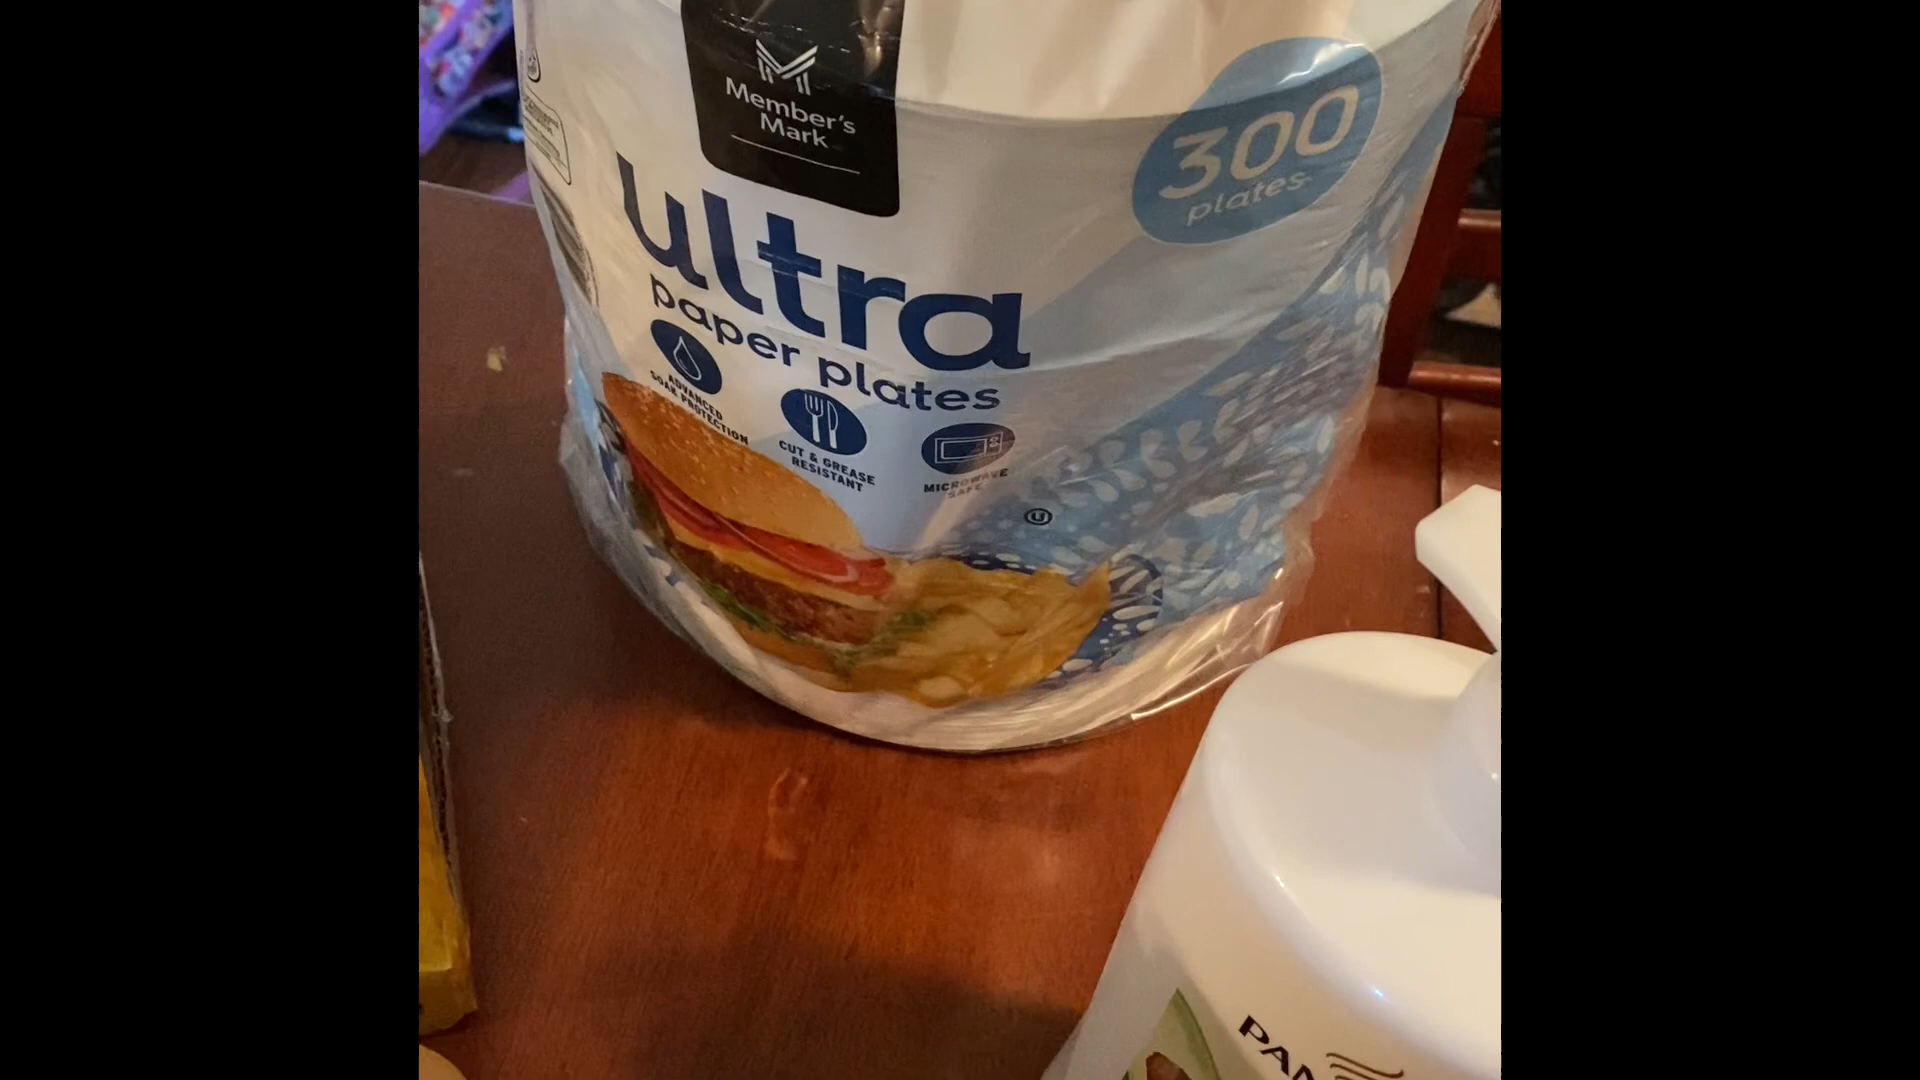 Member's
Mark
300
plates
ultra
paper plates
ADVANCED
SOAK PROTECTION
CUT & GREASE
RESISTANT
MICROWAVE
SAFE
U
PAN